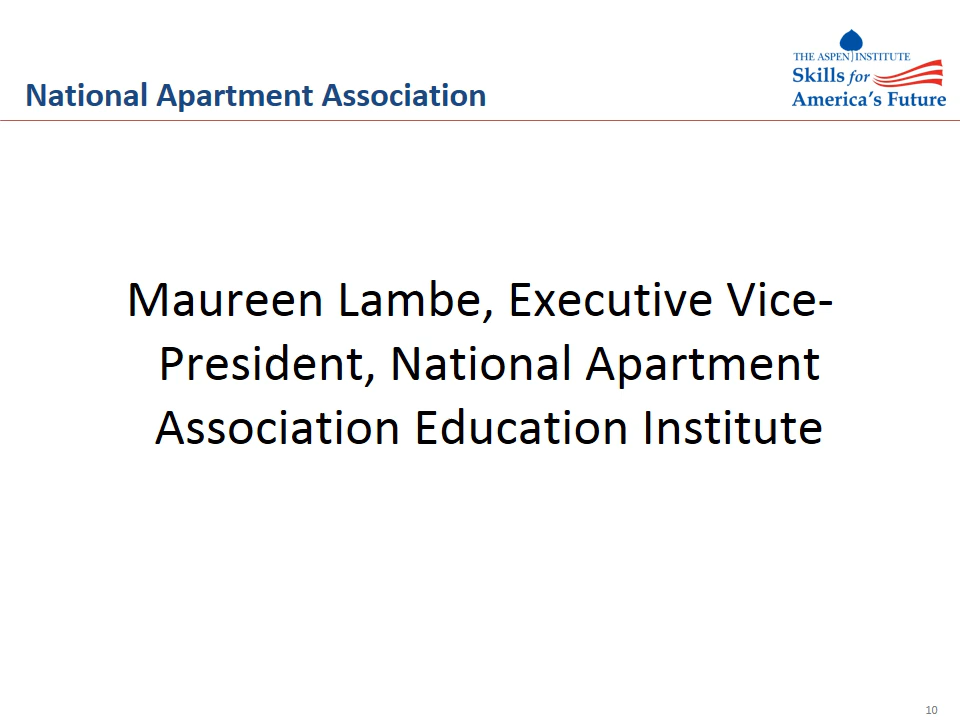 THE ASPEN INSTITUTE
Skills for
America's Future
National Apartment Association
Maureen Lambe, Executive Vice-
President, National Apartment
Association Education Institute
10